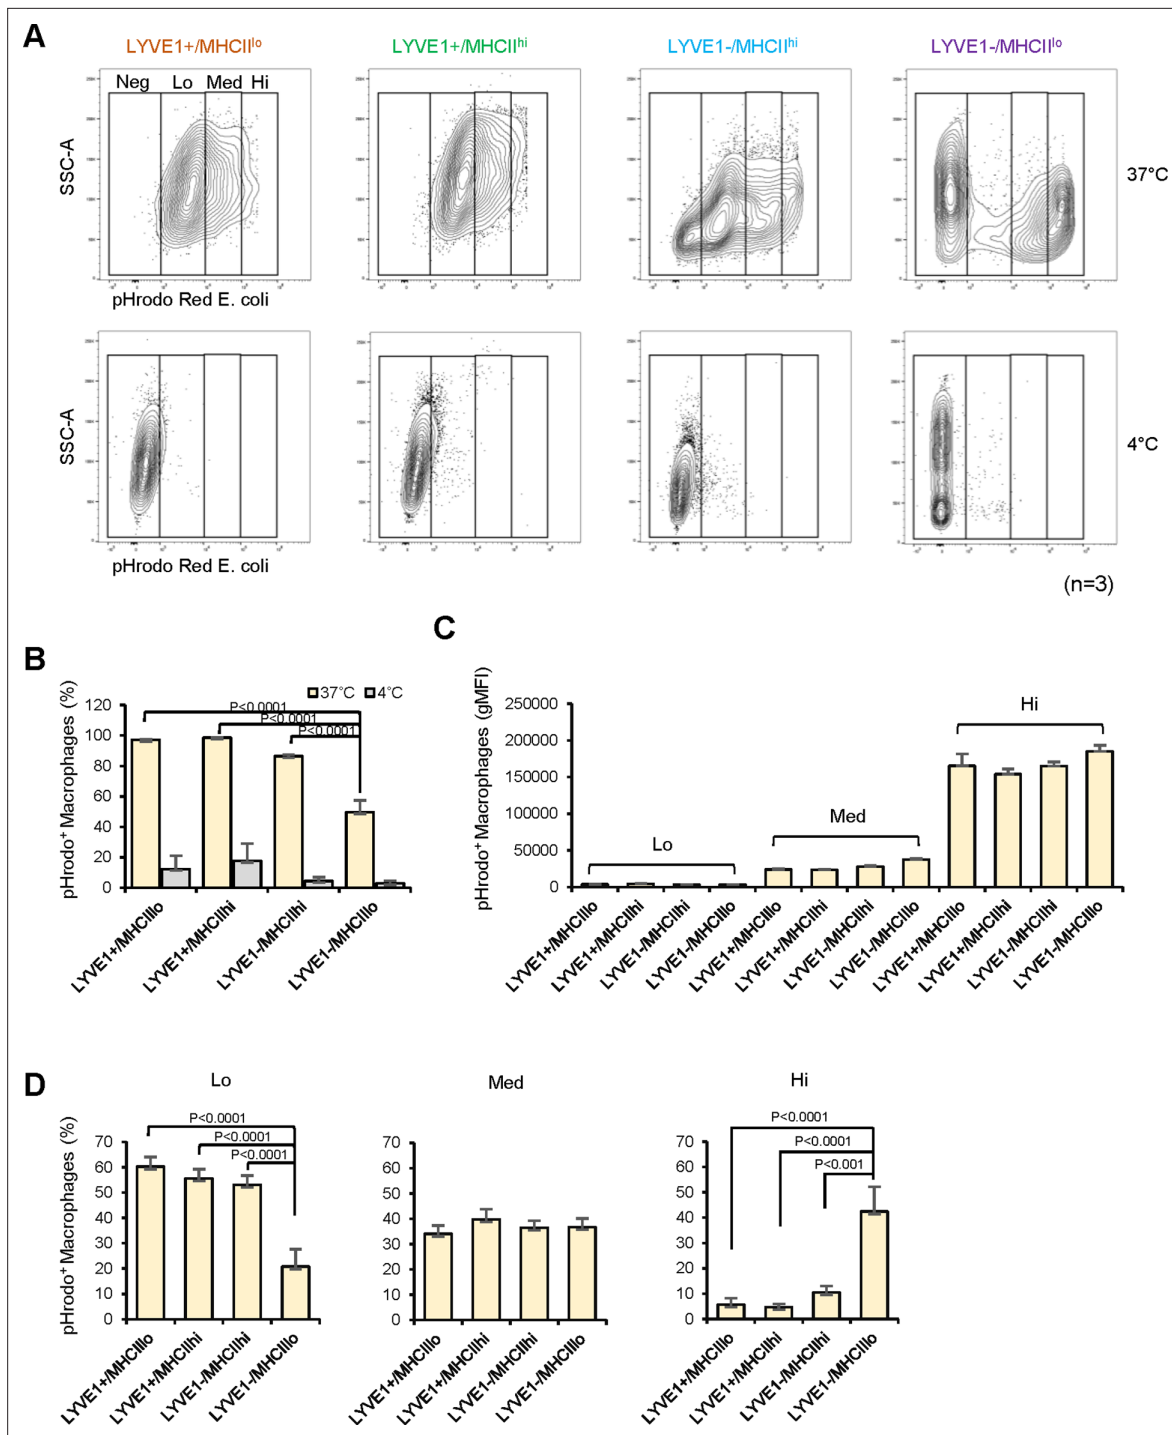 A
LYVE1+/MHCIIlo
LYVE1+/MHCIIhi
LYVE1-/MHCIIhi
LYVE1-/MHCIIlo
Neg Lo Med Hi
SSC-A
37°C
pHrodo Red E. coli
SSC-A
4°C
pHrodo Red E. coli
(n=3)
B
pHrodo+ Macrophages (%)
37°C 4°C
P<0.0001
P<0.0001
P<0.0001
120
100
80
60
40
20
0
LYVE1+/MHCIIlo
LYVE1+/MHCIIhi
LYVE1-/MHCIIhi
LYVE1-/MHCIIlo
C
pHrodo+ Macrophages (gMFI)
250000
200000
150000
100000
50000
0
Lo
Med
Hi
LYVE1+/MHCIIlo
LYVE1+/MHCIIhi
LYVE1-/MHCIIhi
LYVE1-/MHCIIlo
LYVE1+/MHCIIlo
LYVE1+/MHCIIhi
LYVE1-/MHCIIhi
LYVE1-/MHCIIlo
LYVE1+/MHCIIlo
LYVE1+/MHCIIhi
LYVE1-/MHCIIhi
LYVE1-/MHCIIlo
D
Lo
pHrodo+ Macrophages (%)
P<0.0001
P<0.0001
P<0.0001
70
60
50
40
30
20
10
0
LYVE1+/MHCIIlo
LYVE1+/MHCIIhi
LYVE1-/MHCIIhi
LYVE1-/MHCIIlo
Med
70
60
50
40
30
20
10
0
LYVE1+/MHCIIlo
LYVE1+/MHCIIhi
LYVE1-/MHCIIhi
LYVE1-/MHCIIlo
Hi
P<0.0001
P<0.0001
P<0.001
70
60
50
40
30
20
10
0
LYVE1+/MHCIIlo
LYVE1+/MHCIIhi
LYVE1-/MHCIIhi
LYVE1-/MHCIIlo